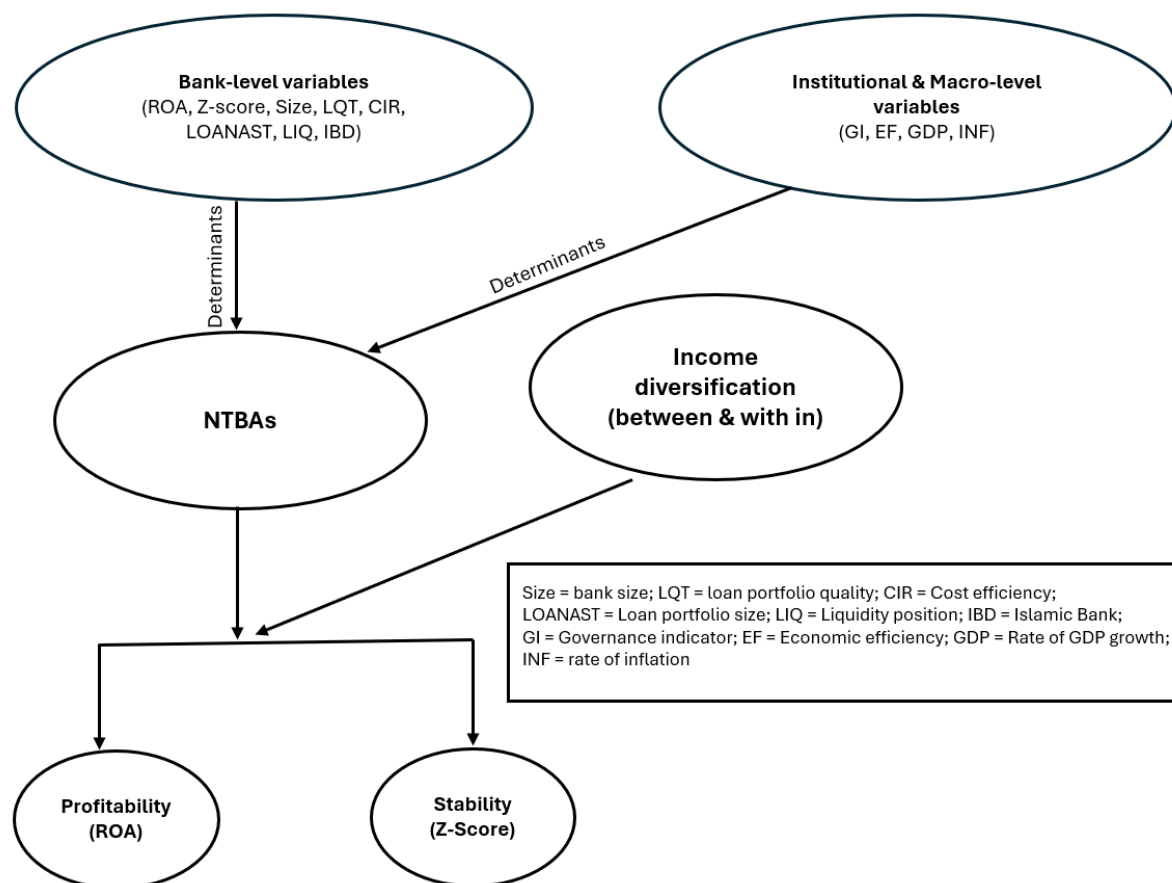 Bank-level variables
(ROA, Z-score, Size, LQT, CIR,
LOANAST, LIQ, IBD)
Institutional & Macro-level
variables
(GI, EF, GDP, INF)
Determinants
Determinants
NTBAs
Income
diversification
(between & with in)
Size = bank size; LQT = loan portfolio quality; CIR = Cost efficiency;
LOANAST = Loan portfolio size; LIQ = Liquidity position; IBD = Islamic Bank;
GI = Governance indicator; EF = Economic efficiency; GDP = Rate of GDP growth;
INF = rate of inflation
Profitability
(ROA)
Stability
(Z-Score)